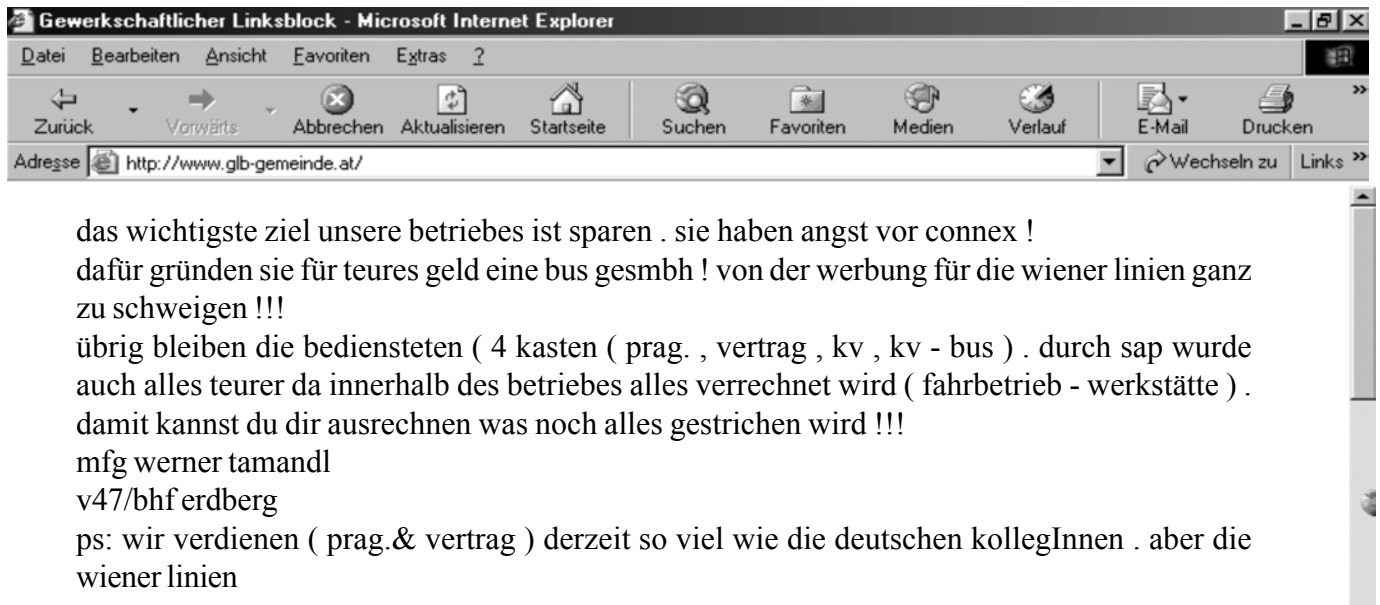 Gewerkschaftlicher Linksblock - Microsoft Internet Explorer
Datei Bearbeiten Ansicht Favoriten Extras ?
Zurück Vorwärts Abbrechen Aktualisieren Startseite Suchen Favoriten Medien Verlauf E-Mail Drucken »
Adresse http://www.glb-gemeinde.at/ Wechseln zu Links »
das wichtigste ziel unsere betriebes ist sparen . sie haben angst vor connex !
dafür gründen sie für teures geld eine bus gesmbh ! von der werbung für die wiener linien ganz
zu schweigen !!!
übrig bleiben die bediensteten ( 4 kasten ( prag. , vertrag , kv , kv - bus ) . durch sap wurde
auch alles teurer da innerhalb des betriebes alles verrechnet wird ( fahrbetrieb - werkstätte ) .
damit kannst du dir ausrechnen was noch alles gestrichen wird !!!
mfg werner tamandl
v47/bhf erdberg
ps: wir verdienen ( prag.& vertrag ) derzeit so viel wie die deutschen kollegInnen . aber die
wiener linien